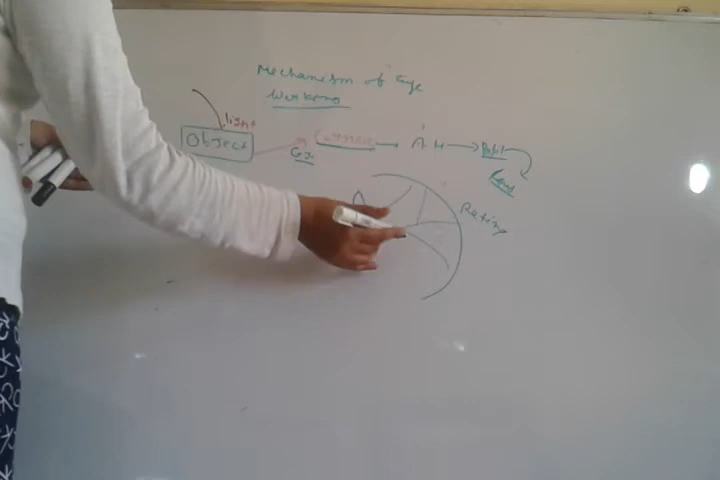 Mechanism of Eye
Working
light
Object
Cornea
A H
Pupil
Lens
Retina